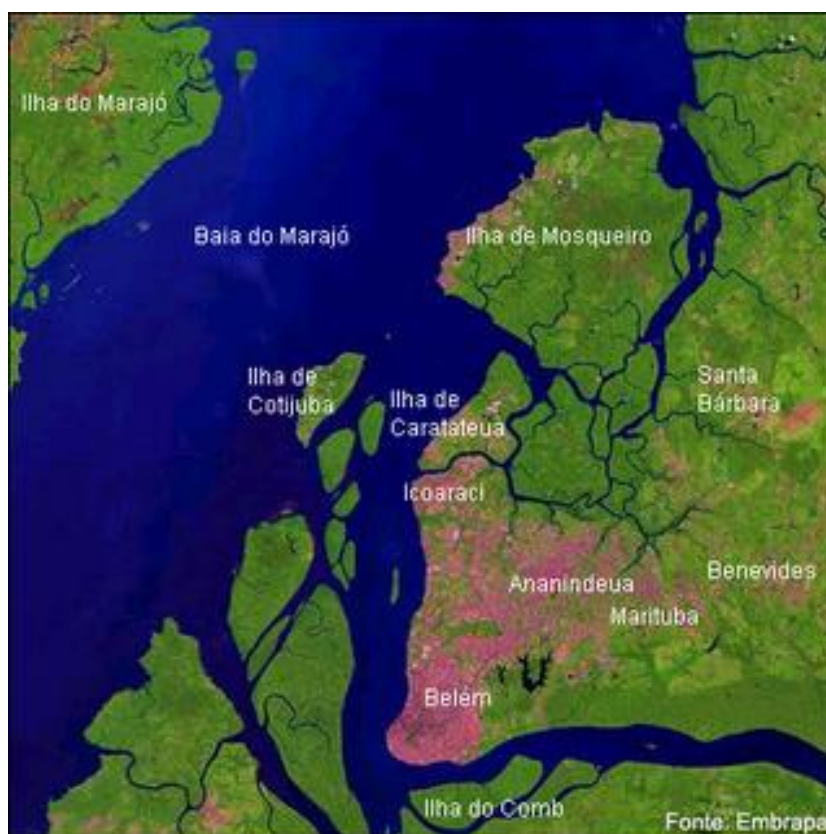 Ilha do Marajó
Baia do Marajó
Ilha de Mosqueiro
Ilha de
Cotijuba
Ilha de
Caratateua
Santa
Bárbara
Icoaraci
Ananindeua
Benevides
Marituba
Belém
Ilha do Comb
Fonte: Embrapa